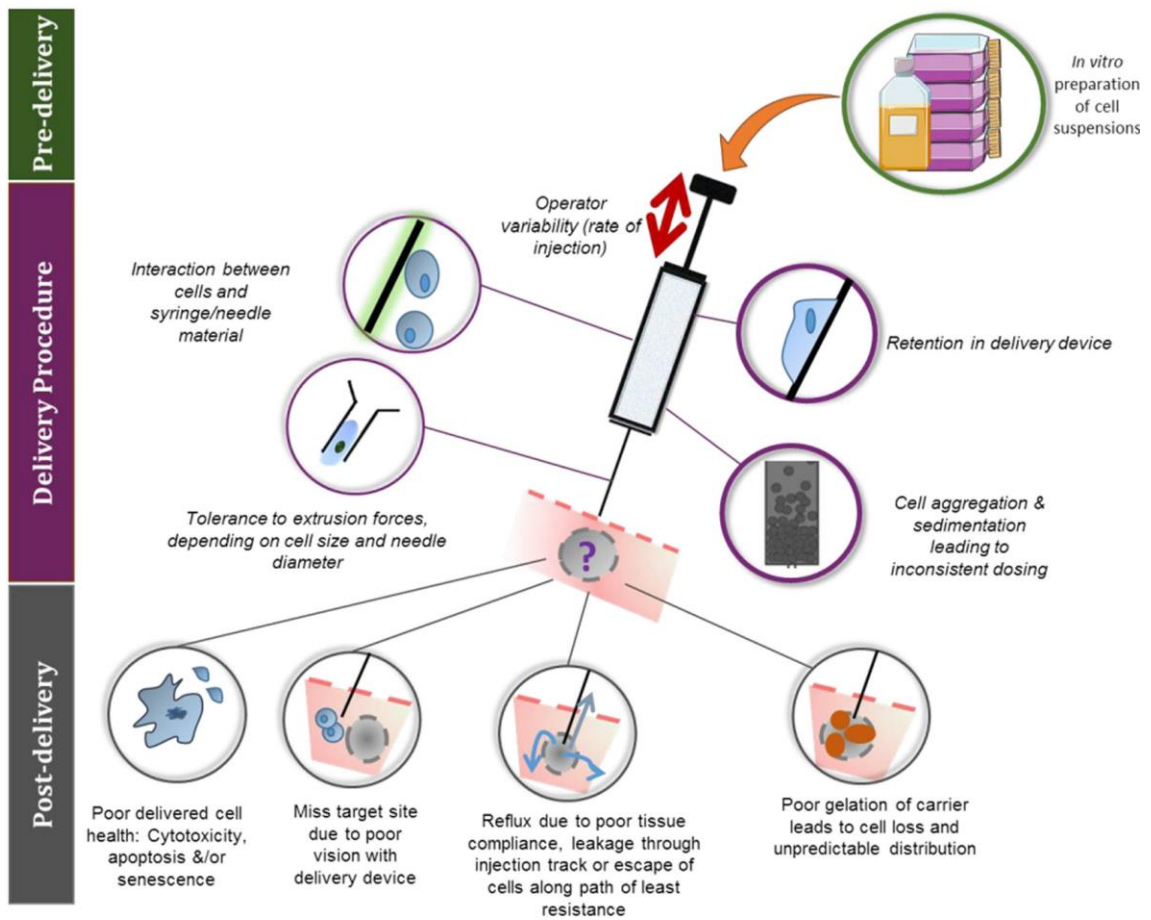 Pre-delivery
In vitro
preparation
of cell
suspensions
Delivery Procedure
Operator
variability (rate of
injection)
Interaction between
cells and
syringe/needle
material
Retention in delivery device
Tolerance to extrusion forces,
depending on cell size and needle
diameter
Cell aggregation &
sedimentation
leading to
inconsistent dosing
?
Post-delivery
Poor delivered cell
health: Cytotoxicity,
apoptosis &/or
senescence
Miss target site
due to poor
vision with
delivery device
Reflux due to poor tissue
compliance, leakage through
injection track or escape of
cells along path of least
resistance
Poor gelation of carrier
leads to cell loss and
unpredictable distribution